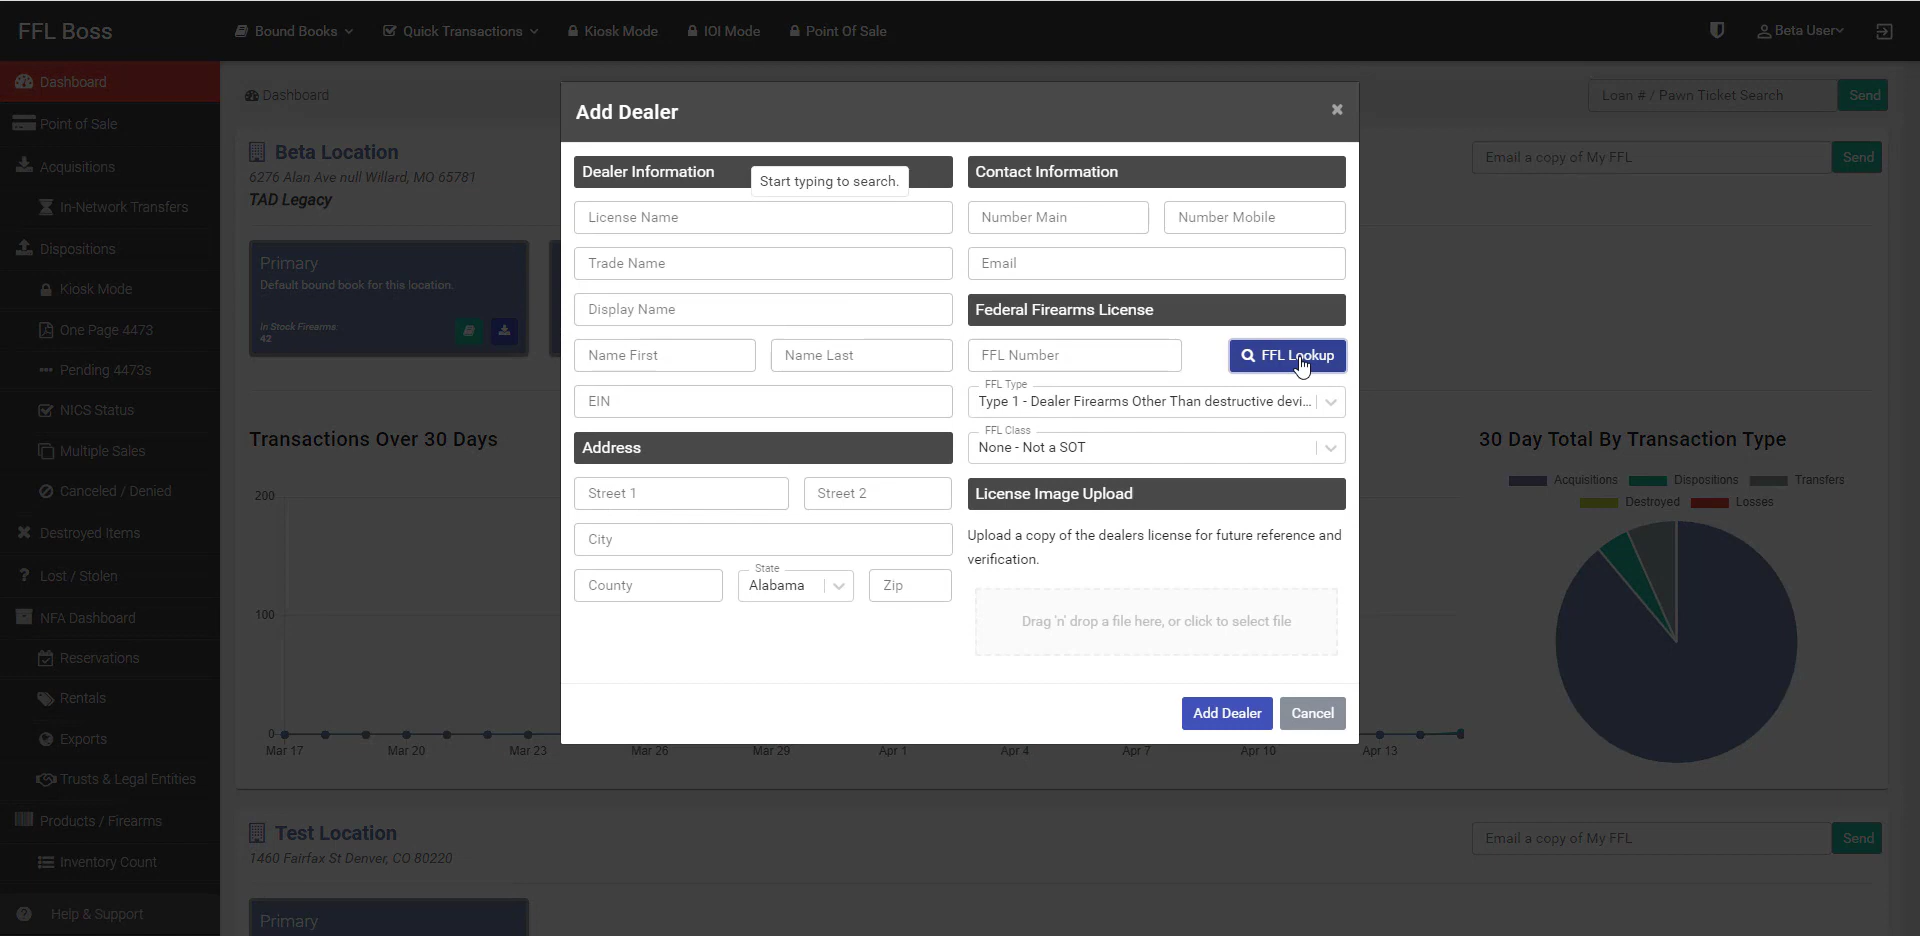 FFL Boss
Bound Books
Quick Transactions
Kiosk Mode
IOI Mode
Point Of Sale
Beta User
Dashboard
Point of Sale
Acquisitions
In-Network Transfers
Dispositions
Kiosk Mode
One Page 4473
Pending 4473s
NICS Status
Multiple Sales
Canceled / Denied
Destroyed Items
Lost / Stolen
NFA Dashboard
Reservations
Rentals
Exports
Trusts & Legal Entities
Products / Firearms
Inventory Count
Help & Support
Dashboard
Loan # / Pawn Ticket Search
Send
Beta Location
6276 Alan Ave null Willard, MO 65781
TAD Legacy
Email a copy of My FFL
Send
Primary
Default bound book for this location.
In Stock Firearms:
42
Transactions Over 30 Days
200
100
0
Mar 17
Mar 20
Mar 23
Mar 26
Mar 29
Apr 1
Apr 4
Apr 7
Apr 10
Apr 13
30 Day Total By Transaction Type
Acquisitions
Dispositions
Transfers
Destroyed
Losses
Test Location
1460 Fairfax St Denver, CO 80220
Email a copy of My FFL
Send
Primary
Add Dealer
×
Dealer Information
Start typing to search.
License Name
Trade Name
Display Name
Name First
Name Last
EIN
Address
Street 1
Street 2
City
County
State
Alabama
Zip
Contact Information
Number Main
Number Mobile
Email
Federal Firearms License
FFL Number
FFL Lookup
FFL Type
Type 1 - Dealer Firearms Other Than destructive devi...
FFL Class
None - Not a SOT
License Image Upload
Upload a copy of the dealers license for future reference and
verification.
Drag 'n' drop a file here, or click to select file
Add Dealer
Cancel